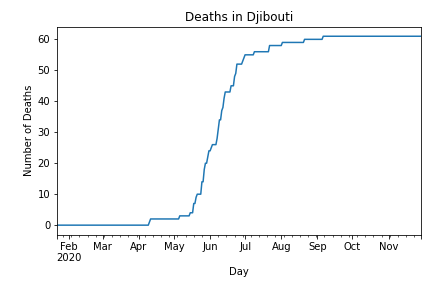 Deaths in Djibouti
60
50
40
30
20
10
0
Number of Deaths
Feb Mar Apr May Jun Jul Aug Sep Oct Nov
2020
Day